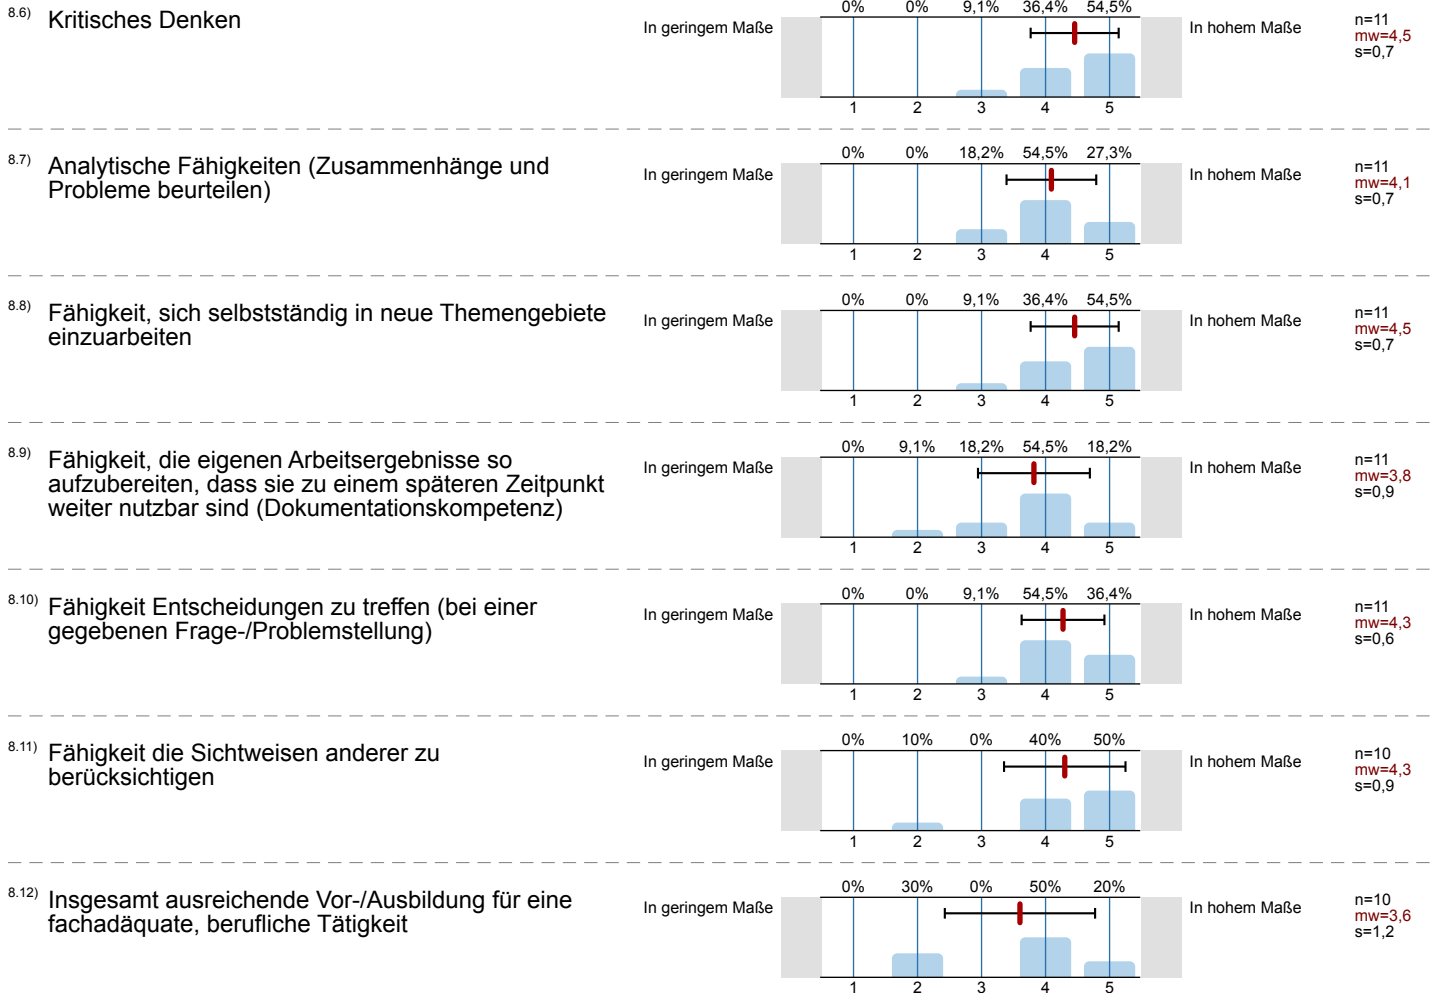 8.6) Kritisches Denken
In geringem Maße
0% 0% 9,1% 36,4% 54,5%
1 2 3 4 5
In hohem Maße
n=11
mw=4,5
s=0,7
8.7) Analytische Fähigkeiten (Zusammenhänge und
Probleme beurteilen)
In geringem Maße
0% 0% 18,2% 54,5% 27,3%
1 2 3 4 5
In hohem Maße
n=11
mw=4,1
s=0,7
8.8) Fähigkeit, sich selbstständig in neue Themengebiete
einzuarbeiten
In geringem Maße
0% 0% 9,1% 36,4% 54,5%
1 2 3 4 5
In hohem Maße
n=11
mw=4,5
s=0,7
8.9) Fähigkeit, die eigenen Arbeitsergebnisse so
aufzubereiten, dass sie zu einem späteren Zeitpunkt
weiter nutzbar sind (Dokumentationskompetenz)
In geringem Maße
0% 9,1% 18,2% 54,5% 18,2%
1 2 3 4 5
In hohem Maße
n=11
mw=3,8
s=0,9
8.10) Fähigkeit Entscheidungen zu treffen (bei einer
gegebenen Frage-/Problemstellung)
In geringem Maße
0% 0% 9,1% 54,5% 36,4%
1 2 3 4 5
In hohem Maße
n=11
mw=4,3
s=0,6
8.11) Fähigkeit die Sichtweisen anderer zu
berücksichtigen
In geringem Maße
0% 10% 0% 40% 50%
1 2 3 4 5
In hohem Maße
n=10
mw=4,3
s=0,9
8.12) Insgesamt ausreichende Vor-/Ausbildung für eine
fachadäquate, berufliche Tätigkeit
In geringem Maße
0% 30% 0% 50% 20%
1 2 3 4 5
In hohem Maße
n=10
mw=3,6
s=1,2